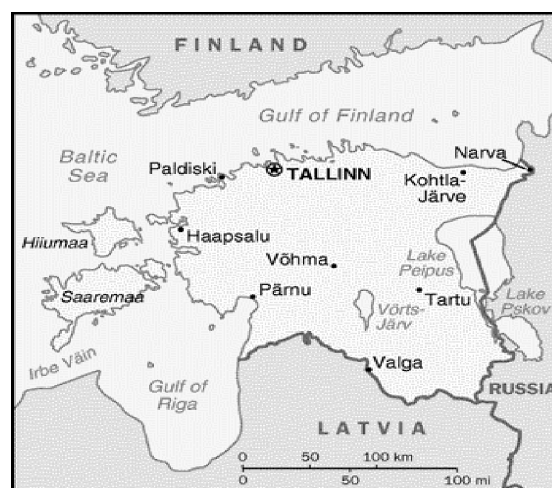 FINLAND
Gulf of Finland
Baltic
Sea
Narva
Paldiski
TALLINN
Kohtla-
Järve
Haapsalu
Hiiumaa
Võhma
Lake
Peipus
Saaremaa
Pärnu
Tartu
Lake
Pskov
Võrts-
Järv
Irbe Väin
Valga
Gulf of
Riga
RUSSIA
LATVIA
0 50 100 km
0 50 100 mi